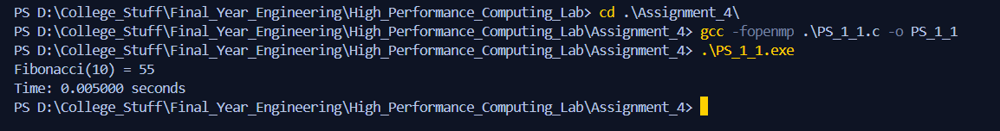 PS D:\College_Stuff\Final_Year_Engineering\High_Performance_Computing_Lab> cd .\Assignment_4\
PS D:\College_Stuff\Final_Year_Engineering\High_Performance_Computing_Lab\Assignment_4> gcc -fopenmp .\PS_1_1.c -o PS_1_1
PS D:\College_Stuff\Final_Year_Engineering\High_Performance_Computing_Lab\Assignment_4> .\PS_1_1.exe
Fibonacci(10) = 55
Time: 0.005000 seconds
PS D:\College_Stuff\Final_Year_Engineering\High_Performance_Computing_Lab\Assignment_4>